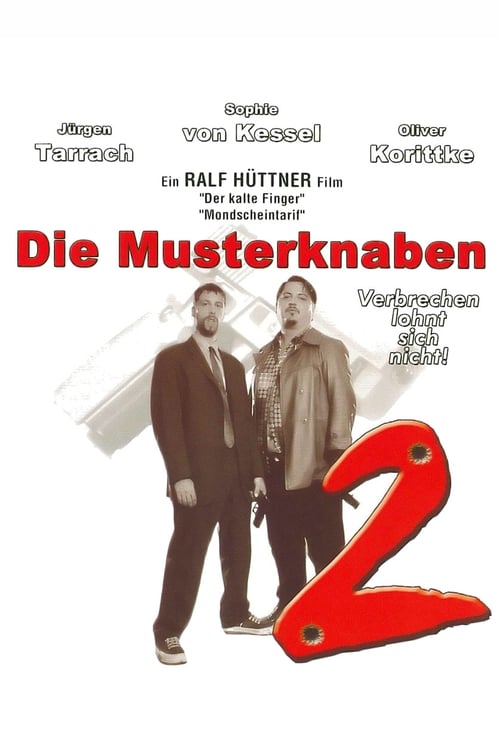 Jürgen
Tarrach
Sophie
von Kessel
Oliver
Korittke
Ein RALF HÜTTNER Film
"Der kalte Finger"
"Mondscheintarif"
Die Musterknaben
Verbrechen
lohnt
sich
nicht!
2